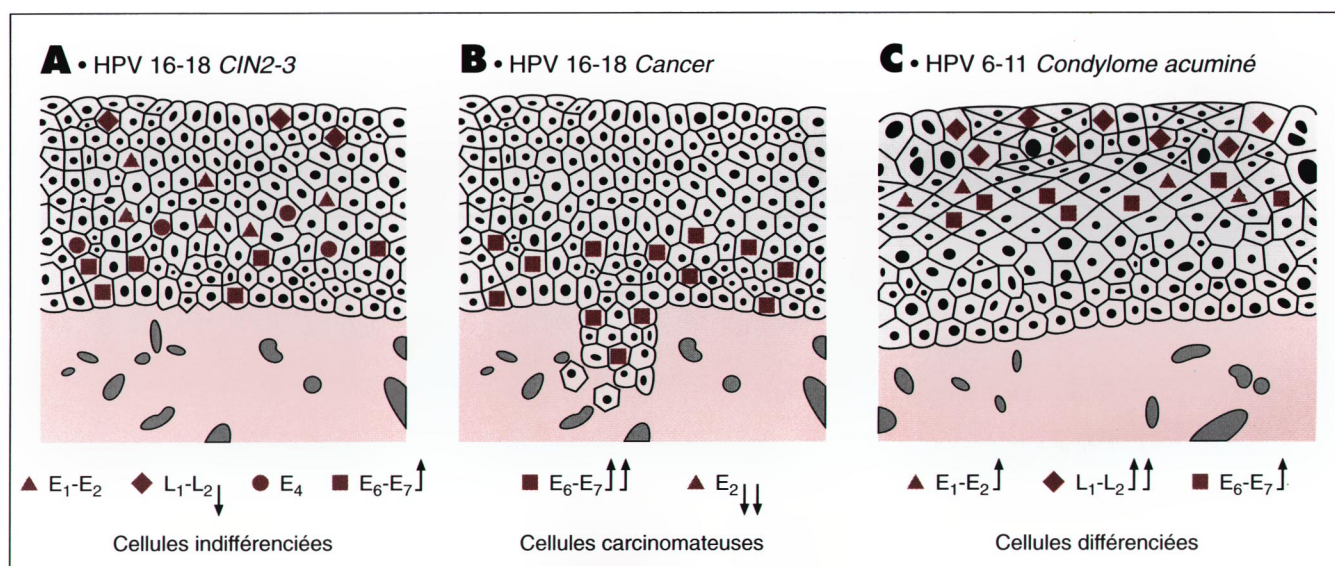 A • HPV 16-18 CIN2-3
B • HPV 16-18 Cancer
C • HPV 6-11 Condylome acuminé
▲ E1-E2 ◆ L1-L2↓ ● E4 ■ E6-E7↑
■ E6-E7↑↑ ▲ E2↓↓
▲ E1-E2↑ ◆ L1-L2↑↑ ■ E6-E7↑
Cellules indifférenciées
Cellules carcinomateuses
Cellules différenciées